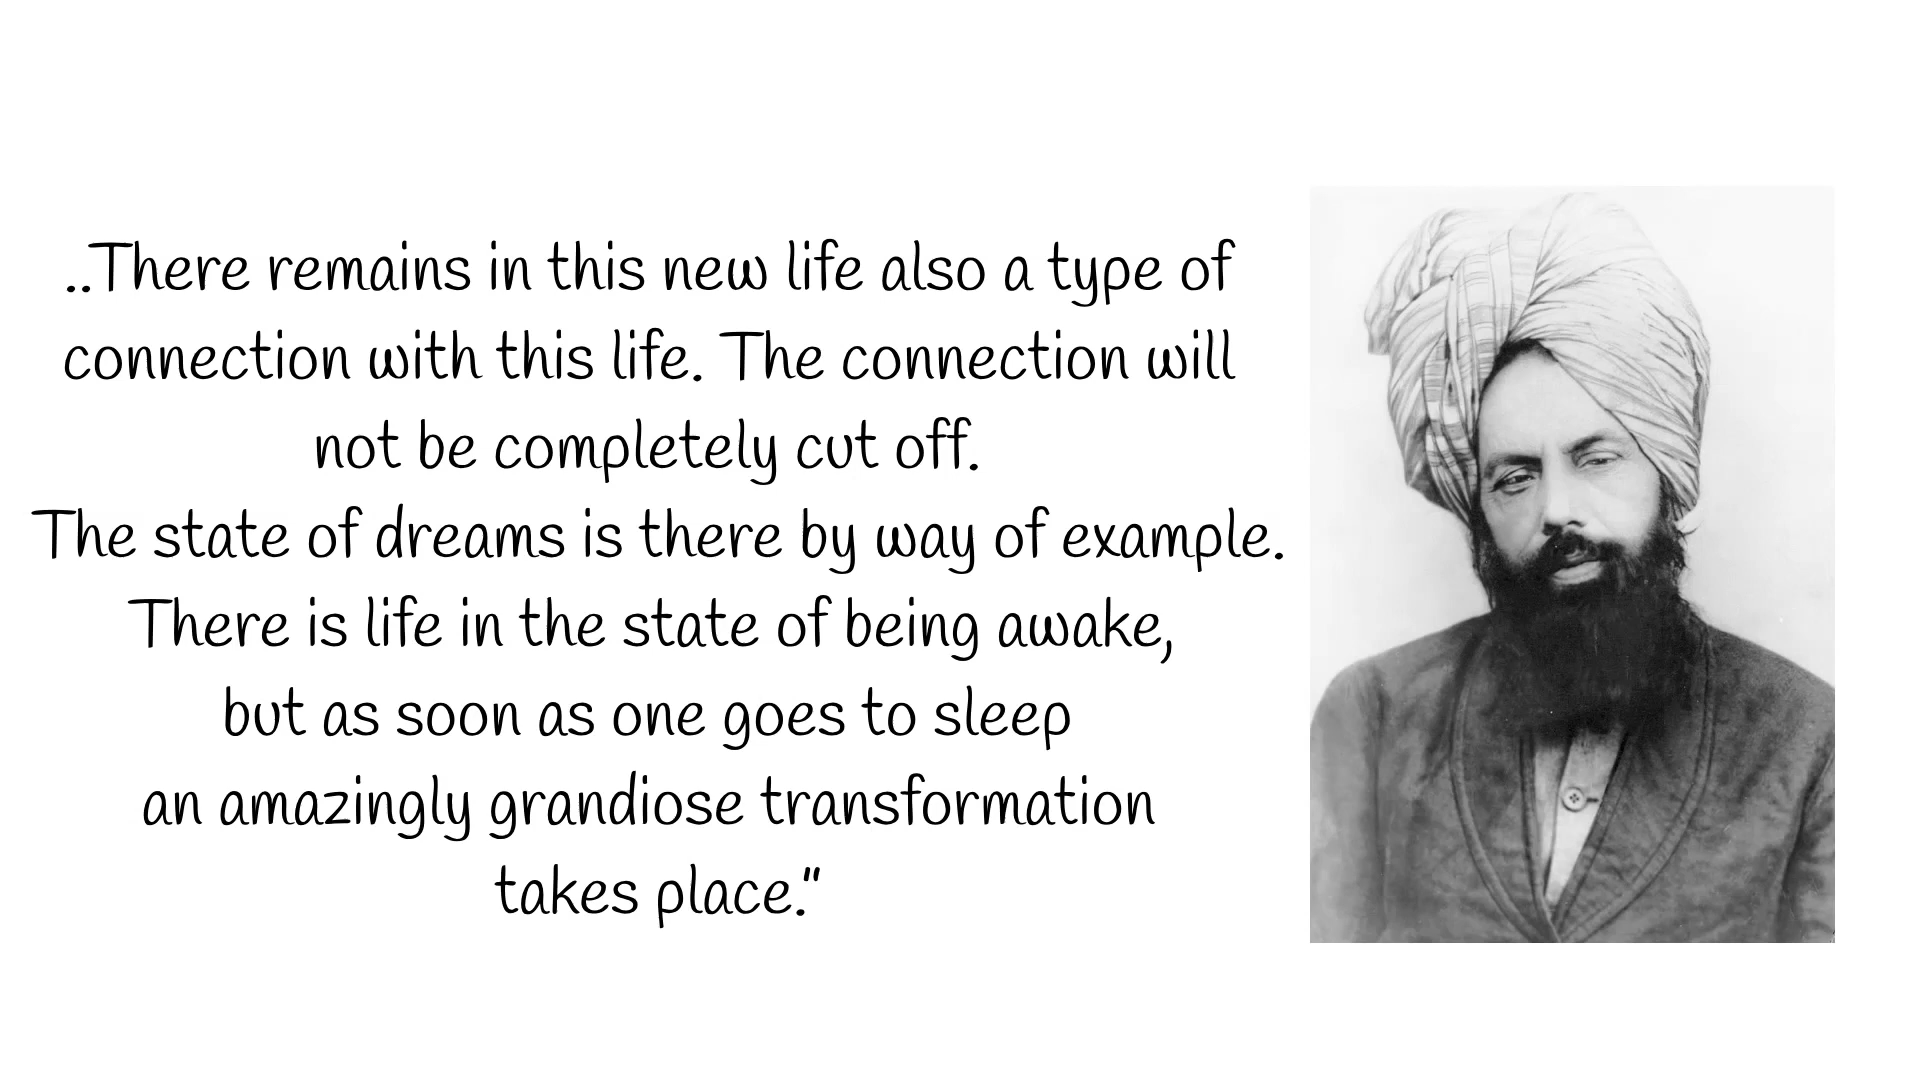 ..There remains in this new life also a type of
connection with this life. The connection will
not be completely cut off.
The state of dreams is there by way of example.
There is life in the state of being awake,
but as soon as one goes to sleep
an amazingly grandiose transformation
takes place."